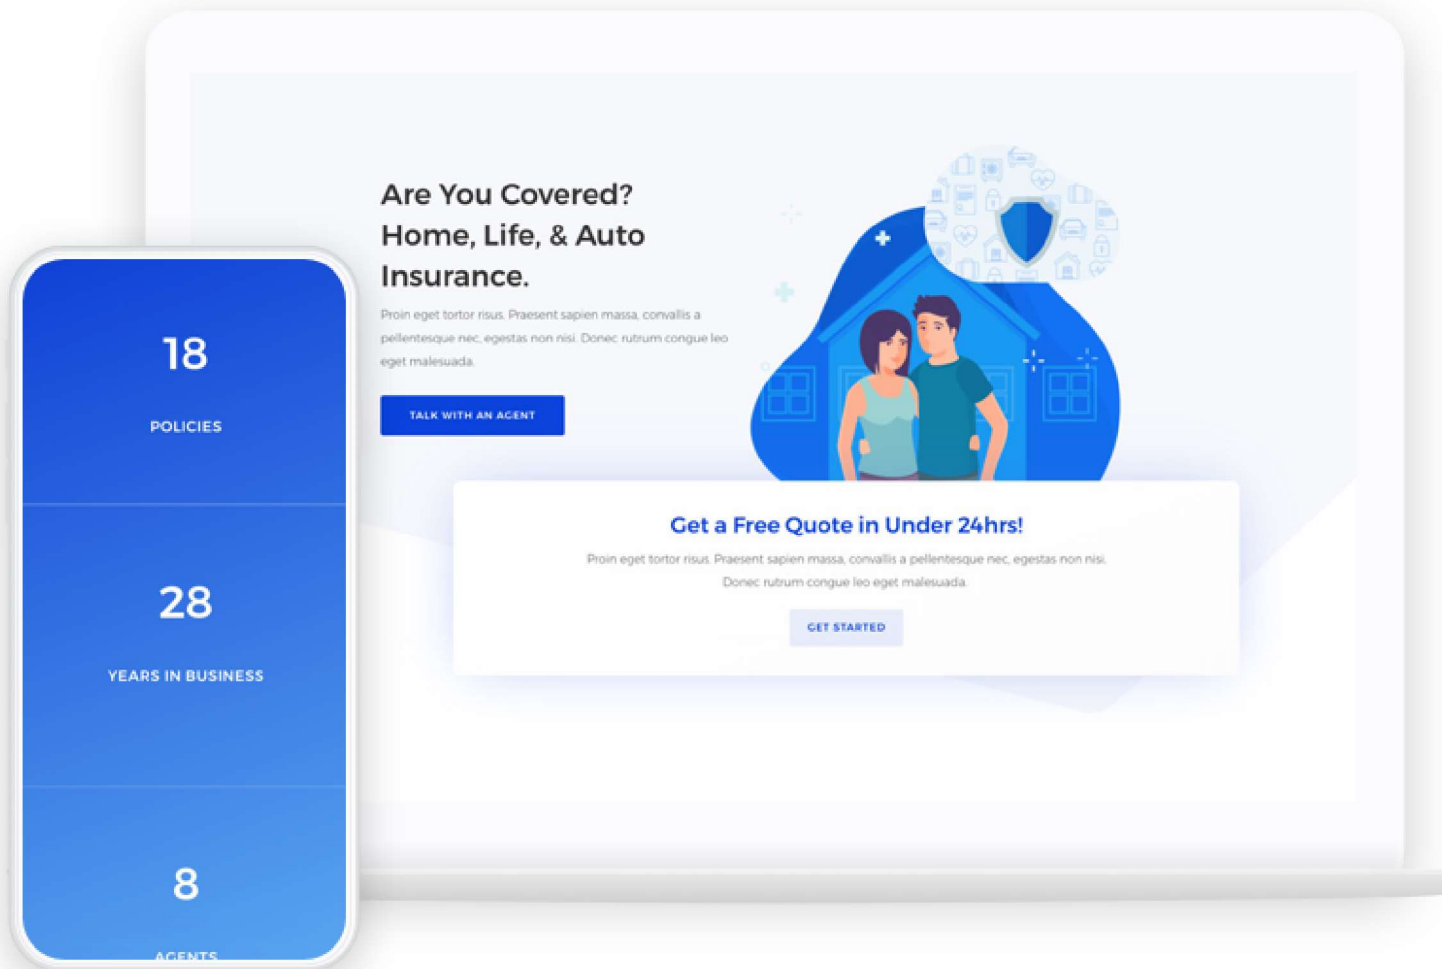 Are You Covered?
Home, Life, & Auto
Insurance.
Proin eget tortor risus. Praesent sapien massa, convallis a
pellentesque nec, egestas non nisi. Donec rutrum congue leo
eget malesuada.
TALK WITH AN AGENT
Get a Free Quote in Under 24hrs!
Proin eget tortor risus. Praesent sapien massa, convallis a pellentesque nec, egestas non nisi.
Donec rutrum congue leo eget malesuada.
GET STARTED
18
POLICIES
28
YEARS IN BUSINESS
8
AGENTS